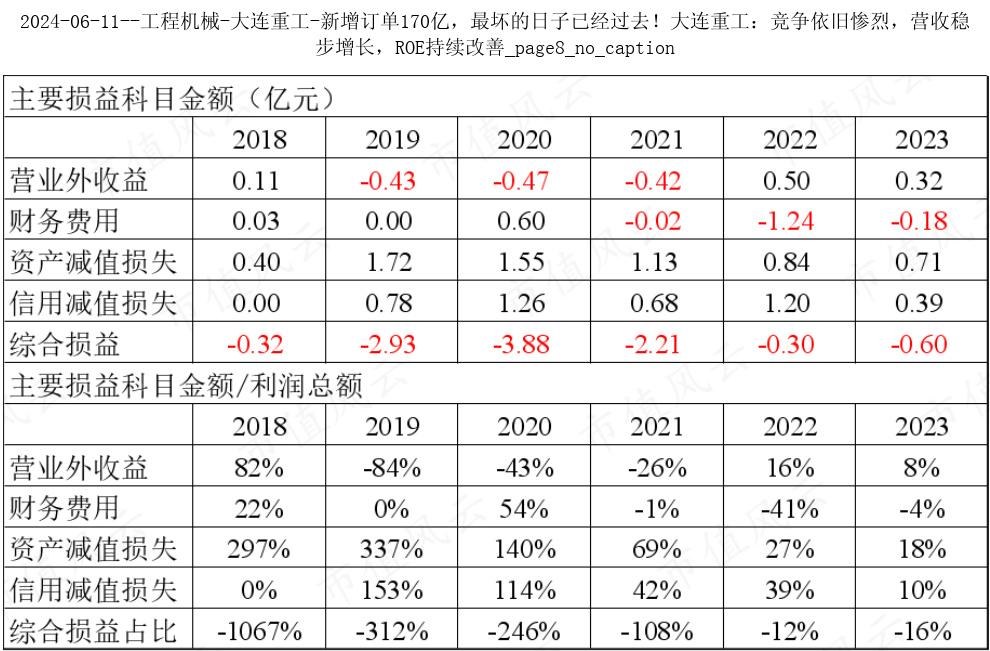 2024-06-11--工程机械-大连重工-新增订单170亿，最坏的日子已经过去！大连重工：竞争依旧惨烈，营收稳
步增长，ROE持续改善_page8_no_caption
主要损益科目金额（亿元）
2018 2019 2020 2021 2022 2023
营业外收益 0.11 -0.43 -0.47 -0.42 0.50 0.32
财务费用 0.03 0.00 0.60 -0.02 -1.24 -0.18
资产减值损失 0.40 1.72 1.55 1.13 0.84 0.71
信用减值损失 0.00 0.78 1.26 0.68 1.20 0.39
综合损益 -0.32 -2.93 -3.88 -2.21 -0.30 -0.60
主要损益科目金额/利润总额
2018 2019 2020 2021 2022 2023
营业外收益 82% -84% -43% -26% 16% 8%
财务费用 22% 0% 54% -1% -41% -4%
资产减值损失 297% 337% 140% 69% 27% 18%
信用减值损失 0% 153% 114% 42% 39% 10%
综合损益占比 -1067% -312% -246% -108% -12% -16%
市值风云